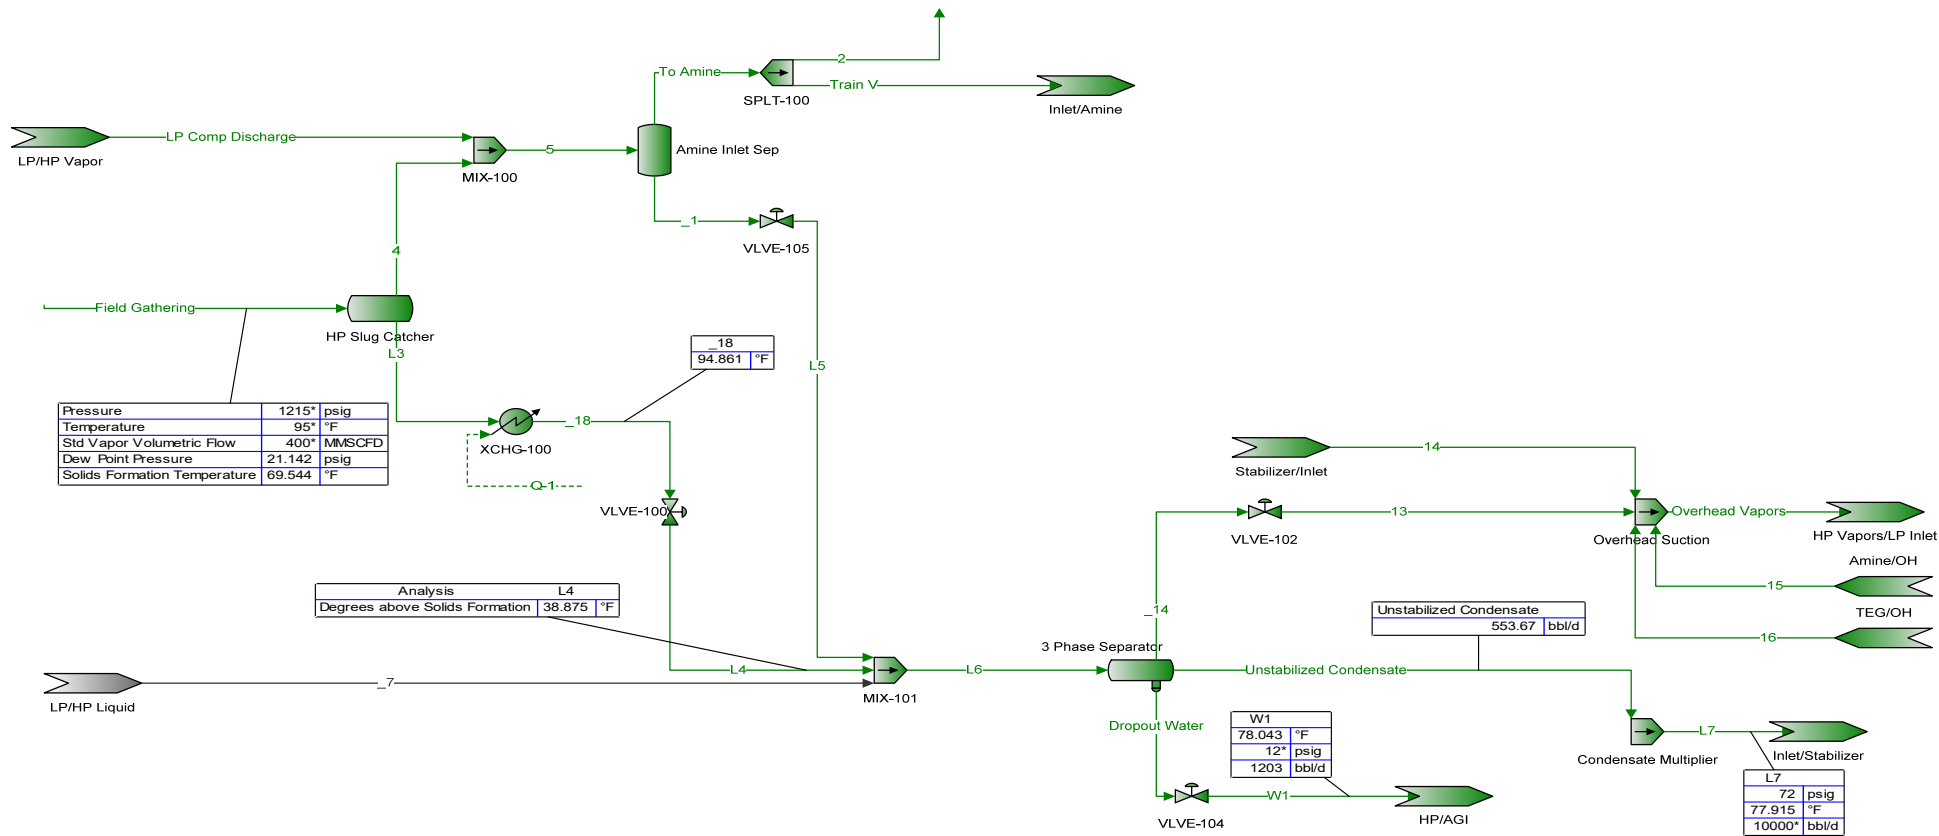 2
To Amine
Train V
SPLT-100
Inlet/Amine
LP Comp Discharge
LP/HP Vapor
5
MIX-100
Amine Inlet Sep
_1
VLVE-105
4
Field Gathering
HP Slug Catcher
L3
_18
94.861 °F
L5
Pressure 1215* psig
Temperature 95* °F
Std Vapor Volumetric Flow 400* MMSCFD
Dew Point Pressure 21.142 psig
Solids Formation Temperature 69.544 °F
_18
XCHG-100
Q-1
VLVE-100
14
Stabilizer/Inlet
13
VLVE-102
Overhead Vapors
Overhead Suction
HP Vapors/LP Inlet
Amine/OH
15
TEG/OH
16
Analysis L4
Degrees above Solids Formation 38.875 °F
_14
Unstabilized Condensate
553.67 bbl/d
3 Phase Separator
L4
L6
Unstabilized Condensate
_7
MIX-101
LP/HP Liquid
Dropout Water
W1
78.043 °F
12* psig
1203 bbl/d
L7
Condensate Multiplier
Inlet/Stabilizer
L7
72 psig
77.915 °F
10000* bbl/d
W1
VLVE-104
HP/AGI